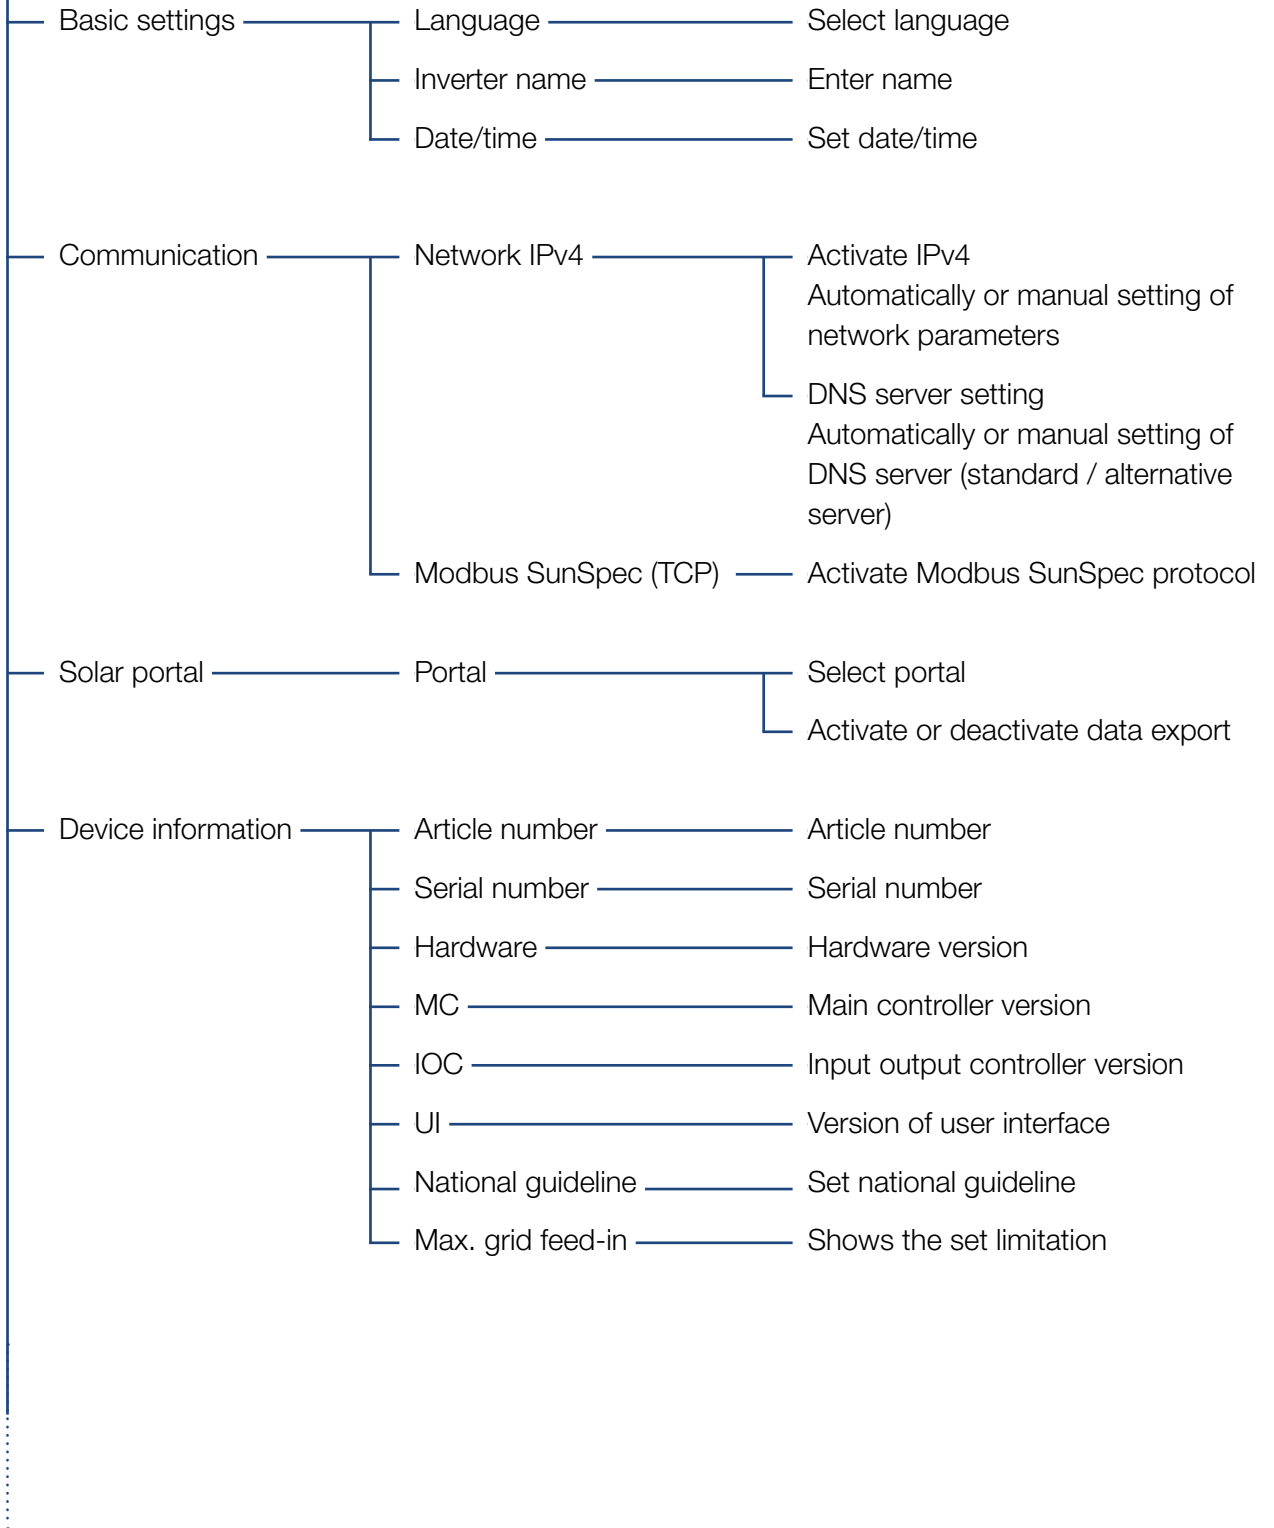 Basic settings Language Select language
Inverter name Enter name
Date/time Set date/time
Communication Network IPv4 Activate IPv4
Automatically or manual setting of
network parameters
DNS server setting
Automatically or manual setting of
DNS server (standard / alternative
server)
Modbus SunSpec (TCP) Activate Modbus SunSpec protocol
Solar portal Portal Select portal
Activate or deactivate data export
Device information Article number Article number
Serial number Serial number
Hardware Hardware version
MC Main controller version
IOC Input output controller version
UI Version of user interface
National guideline Set national guideline
Max. grid feed-in Shows the set limitation